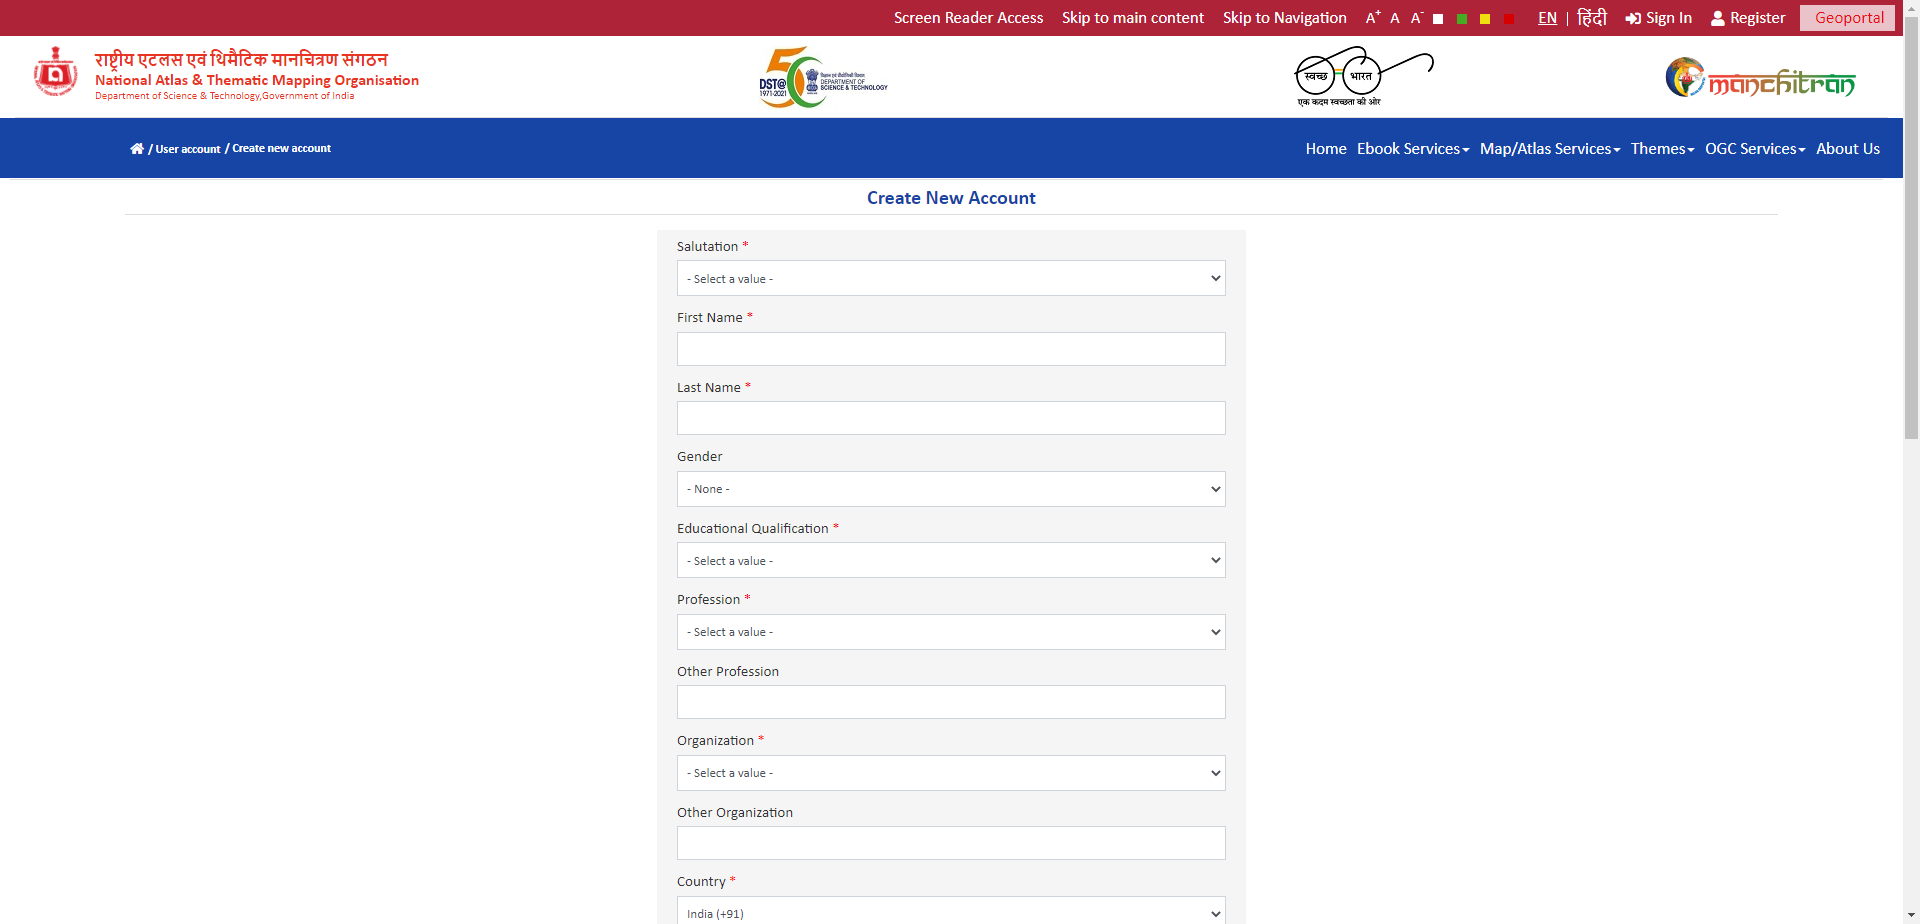 Screen Reader Access Skip to main content Skip to Navigation A+ A A- EN | हिंदी Sign In Register Geoportal
राष्ट्रीय एटलस एवं थिमैटिक मानचित्रण संगठन
National Atlas & Thematic Mapping Organisation
Department of Science & Technology,Government of India
50
DST@
1971-2021
विज्ञान एवं प्रौद्योगिकी विभाग
DEPARTMENT OF
SCIENCE & TECHNOLOGY
स्वच्छ भारत
एक कदम स्वच्छता की ओर
manchitran
/ User account / Create new account
Home Ebook Services Map/Atlas Services Themes OGC Services About Us
Create New Account
Salutation *
- Select a value -
First Name *
Last Name *
Gender
- None -
Educational Qualification *
- Select a value -
Profession *
- Select a value -
Other Profession
Organization *
- Select a value -
Other Organization
Country *
India (+91)